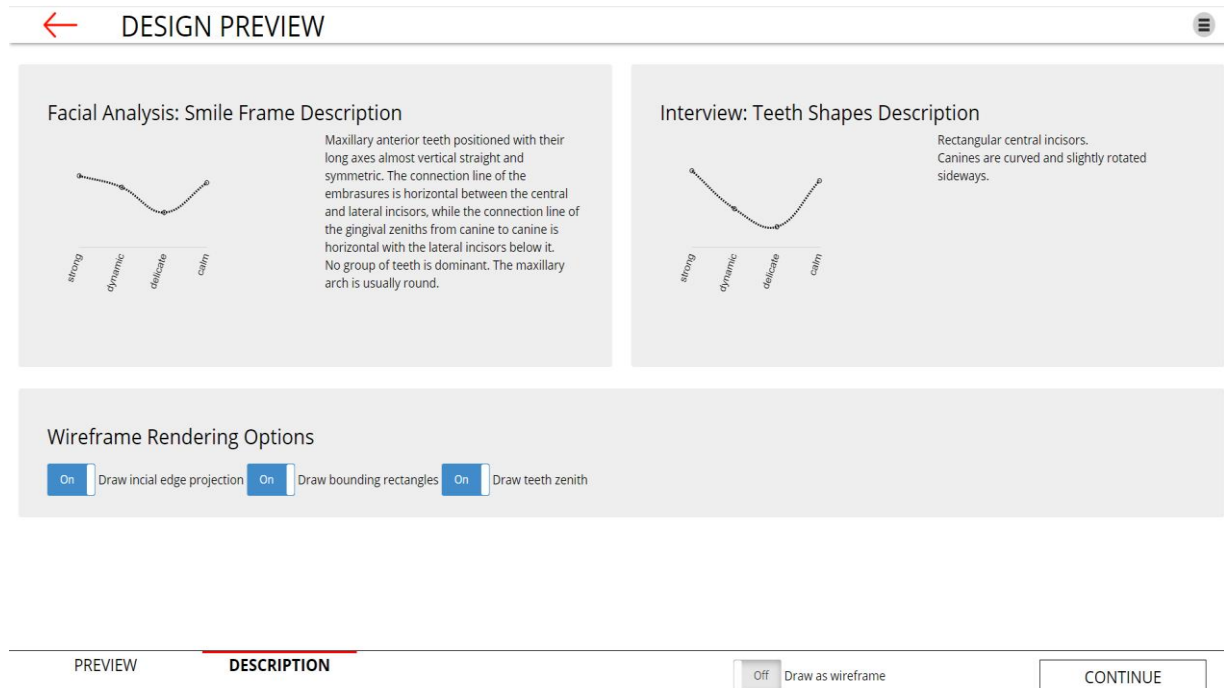 DESIGN PREVIEW
Facial Analysis: Smile Frame Description
Maxillary anterior teeth positioned with their
long axes almost vertical straight and
symmetric. The connection line of the
embrasures is horizontal between the central
and lateral incisors, while the connection line of
the gingival zeniths from canine to canine is
horizontal with the lateral incisors below it.
No group of teeth is dominant. The maxillary
arch is usually round.
strong
dynamic
delicate
calm
Interview: Teeth Shapes Description
Rectangular central incisors.
Canines are curved and slightly rotated
sideways.
strong
dynamic
delicate
calm
Wireframe Rendering Options
On Draw incial edge projection On Draw bounding rectangles On Draw teeth zenith
PREVIEW DESCRIPTION Off Draw as wireframe CONTINUE